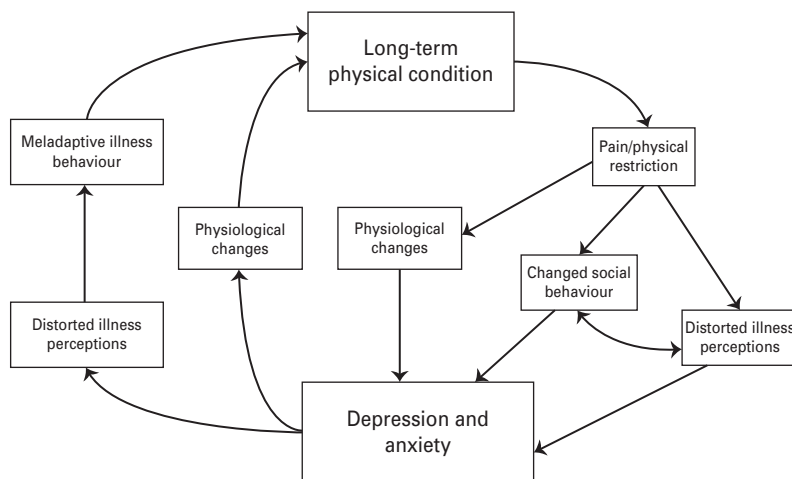 Long-term
physical condition
Meladaptive illness
behaviour
Pain/physical
restriction
Physiological
changes
Physiological
changes
Changed social
behaviour
Distorted illness
perceptions
Distorted illness
perceptions
Depression and
anxiety